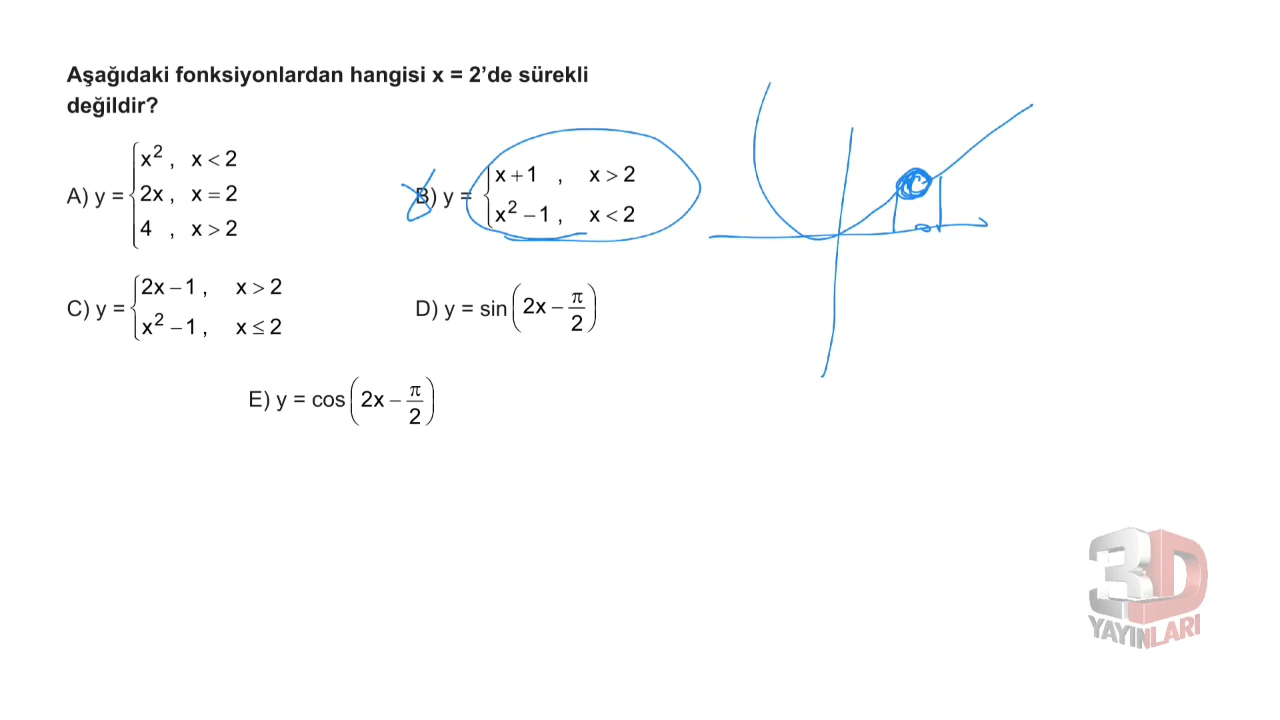 Aşağıdaki fonksiyonlardan hangisi x = 2’de sürekli
değildir?
A) y = { x² , x < 2
2x , x = 2
4 , x > 2
B) y = { x + 1 , x > 2
x² − 1 , x < 2
C) y = { 2x − 1 , x > 2
x² − 1 , x ≤ 2
D) y = sin(2x − π/2)
E) y = cos(2x − π/2)
3D
YAYINLARI